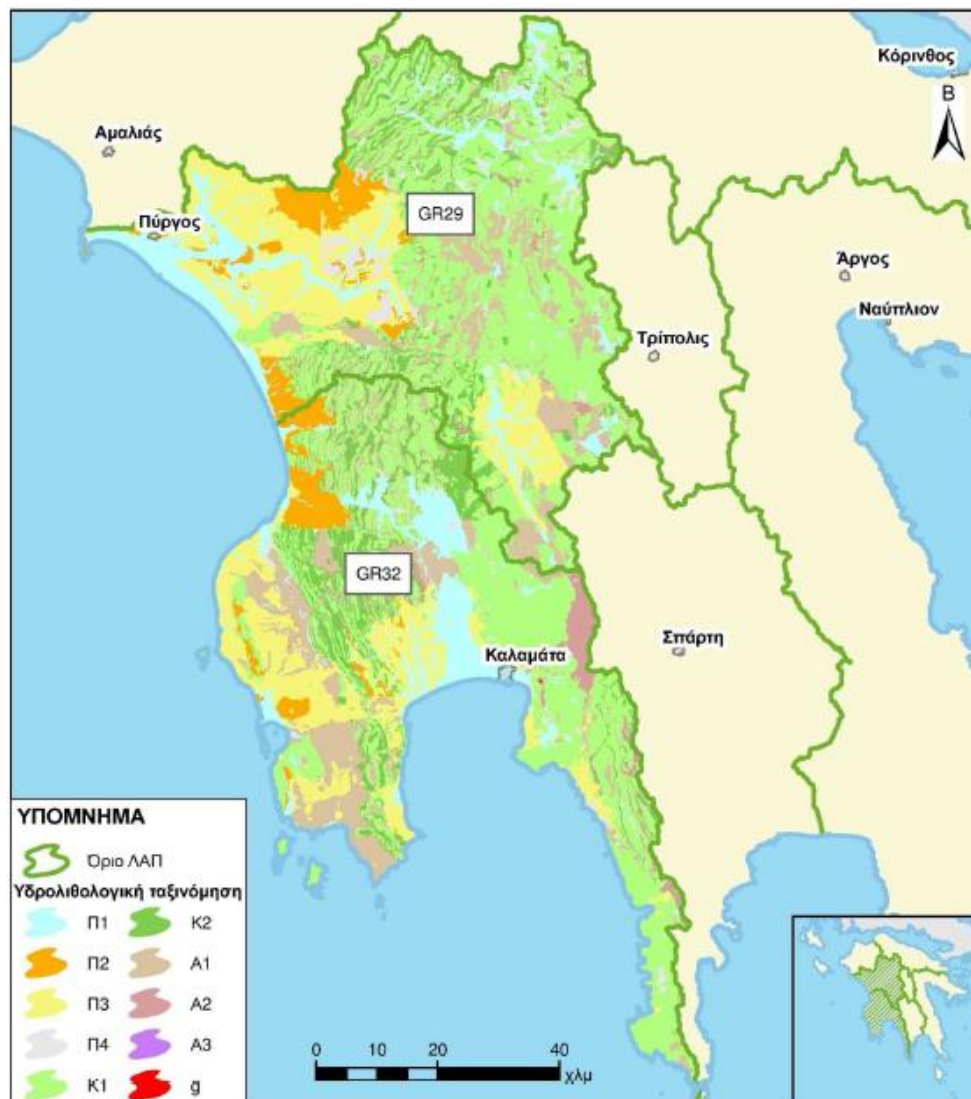 Κόρινθος
Β
Αμαλιάς
Πύργος
GR29
Άργος
Ναύπλιον
Τρίπολις
GR32
Σπάρτη
Καλαμάτα
ΥΠΟΜΝΗΜΑ
Όριο ΛΑΠ
Υδρολιθολογική ταξινόμηση
Π1 Κ2
Π2 Α1
Π3 Α2
Π4 Α3
Κ1 g
0 10 20 40
χλμ